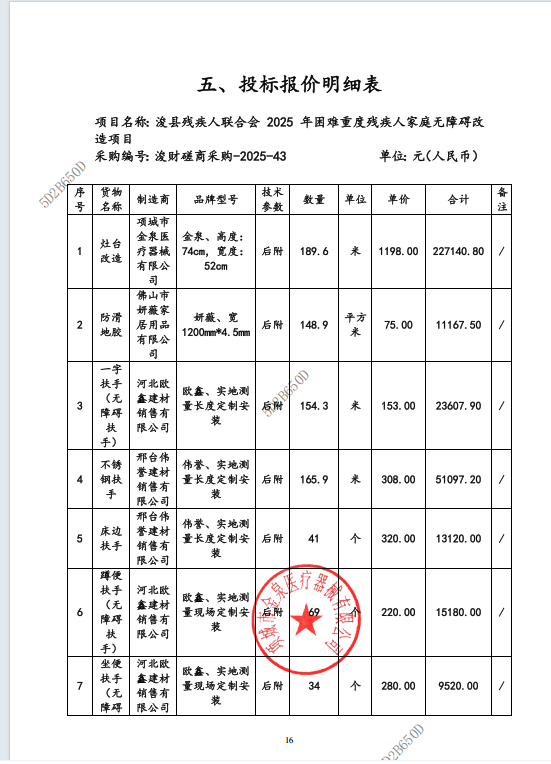 五、投标报价明细表
项目名称: 浚县残疾人联合会 2025 年困难重度残疾人家庭无障碍改
造项目
采购编号: 浚财磋商采购-2025-43 单位: 元(人民币)
序号 货物名称 制造商 品牌型号 技术参数 数量 单位 单价 合计 备注
1 灶台改造 项城市金泉医疗器械有限公司 金泉、高度: 74cm, 宽度: 52cm 后附 189.6 米 1198.00 227140.80 /
2 防滑地胶 佛山市妍薇家居用品有限公司 妍薇、宽 1200mm*4.5mm 后附 148.9 平方米 75.00 11167.50 /
3 一字扶手（无障碍扶手） 河北欧鑫建材销售有限公司 欧鑫、实地测量长度定制安装 后附 154.3 米 153.00 23607.90 /
4 不锈钢扶手 邢台伟誉建材销售有限公司 伟誉、实地测量长度定制安装 后附 165.9 米 308.00 51097.20 /
5 床边扶手 邢台伟誉建材销售有限公司 伟誉、实地测量长度定制安装 后附 41 个 320.00 13120.00 /
6 蹲便扶手（无障碍扶手） 河北欧鑫建材销售有限公司 欧鑫、实地测量现场定制安装 后附 69 个 220.00 15180.00 /
7 坐便扶手（无障碍 河北欧鑫建材销售有限公司 欧鑫、实地测量现场定制安装 后附 34 个 280.00 9520.00 /
项城市金泉医疗器械有限公司
16
5D2B650D
5D2B650D
5D2B650D